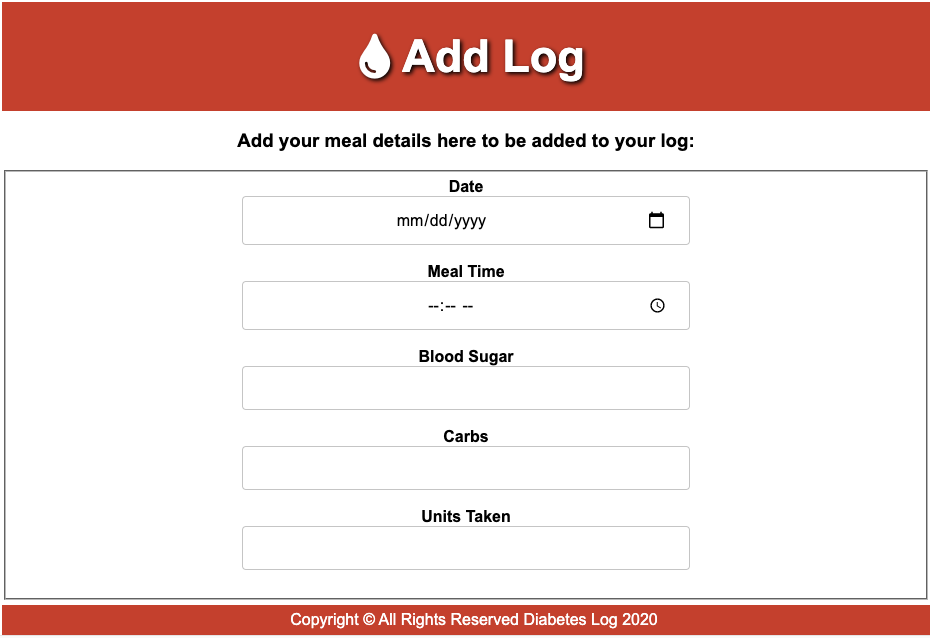 Add Log
Add your meal details here to be added to your log:
Date
mm/dd/yyyy
Meal Time
--:-- --
Blood Sugar
Carbs
Units Taken
Copyright © All Rights Reserved Diabetes Log 2020